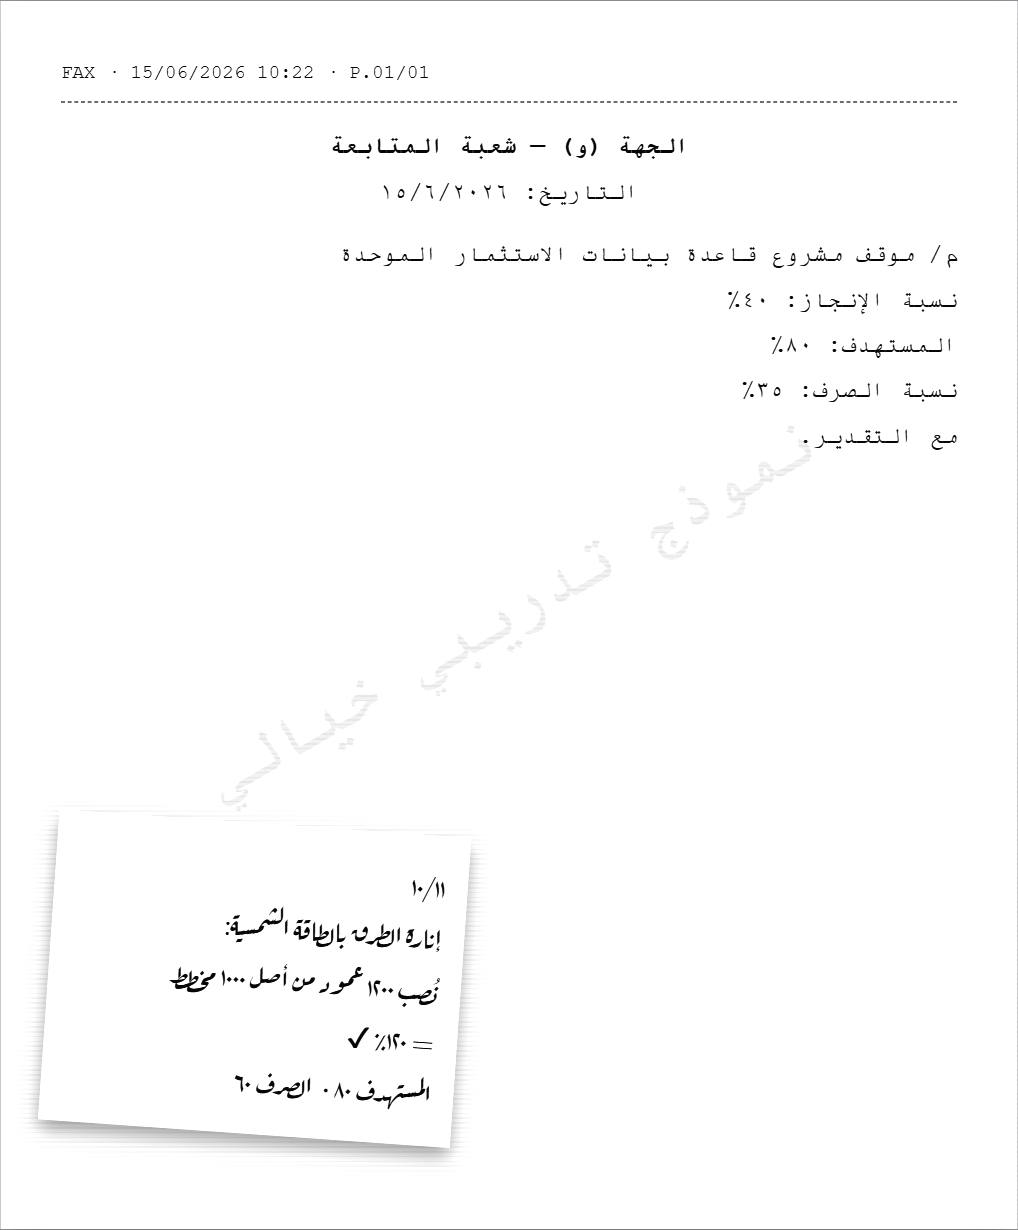 FAX · 15/06/2026 10:22 · P.01/01
الجهة (و) — شعبة المتابعة
التاريخ: ١٥/٦/٢٠٢٦
م/ موقف مشروع قاعدة بيانات الاستثمار الموحدة
نسبة الإنجاز: ٤٠٪
المستهدف: ٨٠٪
نسبة الصرف: ٣٥٪
مع التقدير.
نموذج تدريبي خيالي
١٠/١١
إنارة الطرق بالطاقة الشمسية:
نُصب ١٢٠٠ عمود من أصل ١٠٠٠ مخطط
= ١٢٠٪ ✓
المستهدف ٨٠ · الصرف ٦٠